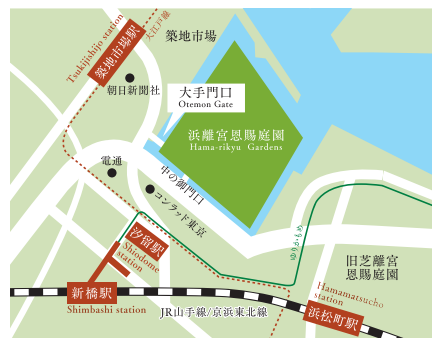 Tsukijishijo station
築地市場駅
大江戸線
築地市場
朝日新聞社
大手門口
Otemon Gate
浜離宮恩賜庭園
Hama-rikyu Gardens
電通
中の御門口
コンラッド東京
汐留駅
Shiodome
station
ゆりかもめ
旧芝離宮
恩賜庭園
新橋駅
Shimbashi station
Hamamatsucho
station
浜松町駅
JR山手線/京浜東北線